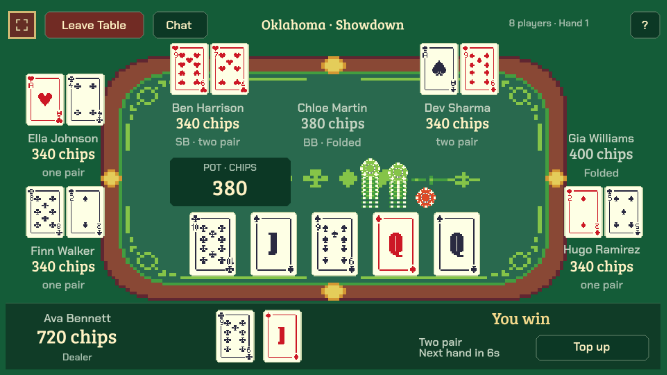 Leave Table
Chat
Oklahoma · Showdown
8 players · Hand 1
?
Ben Harrison
340 chips
SB · two pair
Chloe Martin
380 chips
BB · Folded
Dev Sharma
340 chips
two pair
Ella Johnson
340 chips
one pair
Gia Williams
400 chips
Folded
POT · CHIPS
380
Finn Walker
340 chips
one pair
Hugo Ramirez
340 chips
one pair
10
J
9
Q
Q
Ava Bennett
720 chips
Dealer
J
You win
Two pair
Next hand in 6s
Top up